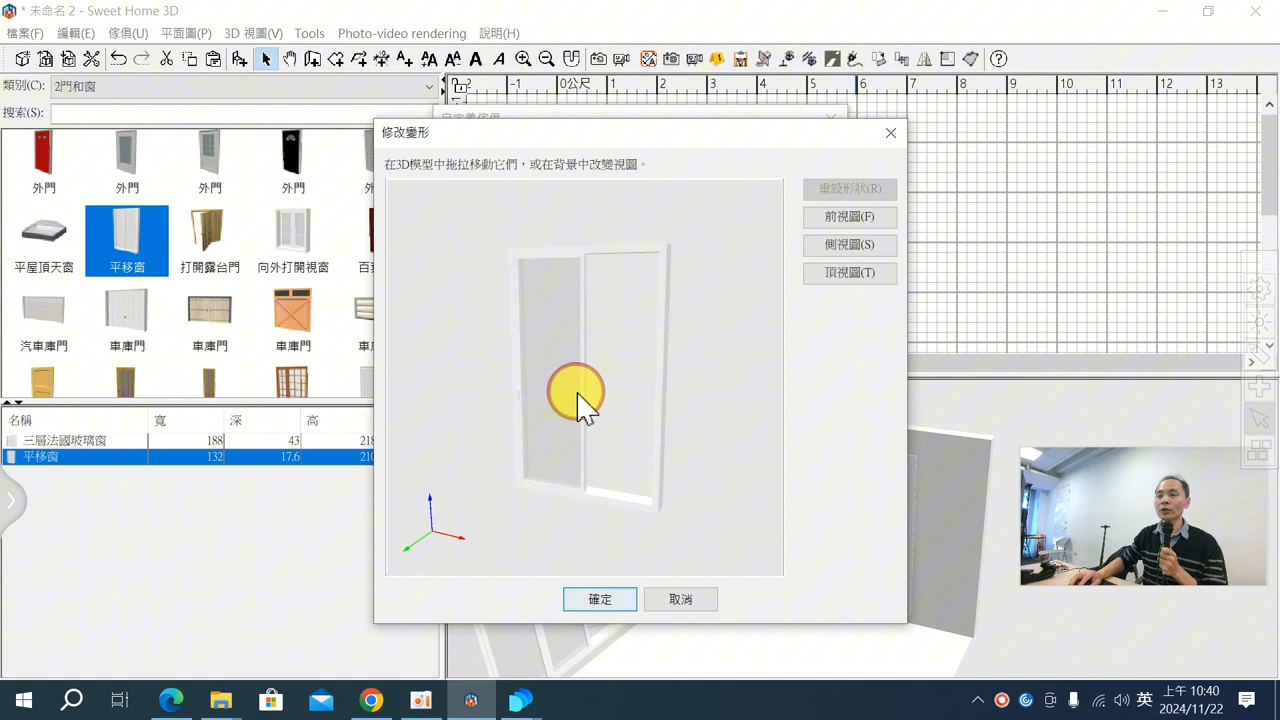 * 未命名 2 - Sweet Home 3D
檔案(F) 編輯(E) 傢俱(U) 平面圖(P) 3D 視圖(V) Tools Photo-video rendering 說明(H)
類別(C): 2門和窗
搜索(S):
-2 -1 0公尺 1 2 3 4 5 6 7 8 9 10 11 12 13
修改變形
在3D模型中拖拉移動它們，或在背景中改變視圖。
重設形狀(R)
前視圖(F)
側視圖(S)
頂視圖(T)
外門 外門 外門 外門
平屋頂天窗 平移窗 打開露台門 向外打開視窗
汽車庫門 車庫門 車庫門 車庫門
名稱 寬 深 高
三層法國玻璃窗 188 43 218
平移窗 132 17.6 210
確定 取消
英 上午 10:40
2024/11/22